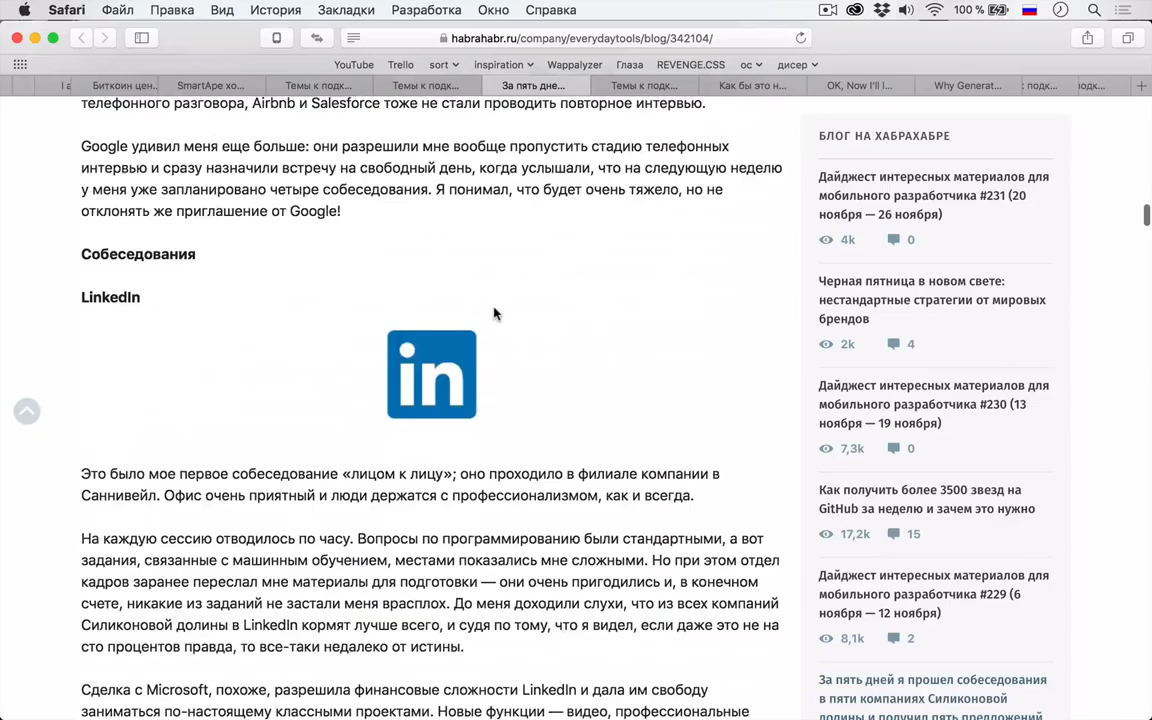 Safari Файл Правка Вид История Закладки Разработка Окно Справка 100 %
habrahabr.ru/company/everydaytools/blog/342104/
YouTube Trello sort inspiration Wappalyzer Глаза REVENGE.CSS ос дисер
Биткоин цен... SmartApe хо... Темы к подк... Темы к подк... За пять дне... Темы к подк... Как бы это н... OK, Now I'll I... Why Generat...
телефонного разговора, Airbnb и Salesforce тоже не стали проводить повторное интервью.
Google удивил меня еще больше: они разрешили мне вообще пропустить стадию телефонных
интервью и сразу назначили встречу на свободный день, когда услышали, что на следующую неделю
у меня уже запланировано четыре собеседования. Я понимал, что будет очень тяжело, но не
отклонять же приглашение от Google!
Собеседования
LinkedIn
in
Это было мое первое собеседование «лицом к лицу»; оно проходило в филиале компании в
Саннивейл. Офис очень приятный и люди держатся с профессионализмом, как и всегда.
На каждую сессию отводилось по часу. Вопросы по программированию были стандартными, а вот
задания, связанные с машинным обучением, местами показались мне сложными. Но при этом отдел
кадров заранее переслал мне материалы для подготовки — они очень пригодились и, в конечном
счете, никакие из заданий не застали меня врасплох. До меня доходили слухи, что из всех компаний
Силиконовой долины в LinkedIn кормят лучше всего, и судя по тому, что я видел, если даже это не на
сто процентов правда, то все-таки недалеко от истины.
Сделка с Microsoft, похоже, разрешила финансовые сложности LinkedIn и дала им свободу
заниматься по-настоящему классными проектами. Новые функции — видео, профессиональные
БЛОГ НА ХАБРАХАБРЕ
Дайджест интересных материалов для
мобильного разработчика #231 (20
ноября — 26 ноября)
4k 0
Черная пятница в новом свете:
нестандартные стратегии от мировых
брендов
2k 4
Дайджест интересных материалов для
мобильного разработчика #230 (13
ноября — 19 ноября)
7,3k 0
Как получить более 3500 звезд на
GitHub за неделю и зачем это нужно
17,2k 15
Дайджест интересных материалов для
мобильного разработчика #229 (6
ноября — 12 ноября)
8,1k 2
За пять дней я прошел собеседования
в пяти компаниях Силиконовой
долины и получил пять предложений